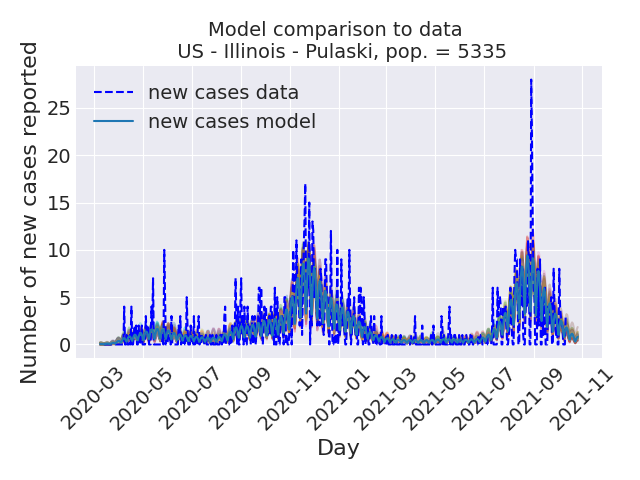 Model comparison to data
US - Illinois - Pulaski, pop. = 5335
new cases data
new cases model
Number of new cases reported
25
20
15
10
5
0
2020-03
2020-05
2020-07
2020-09
2020-11
2021-01
2021-03
2021-05
2021-07
2021-09
2021-11
Day